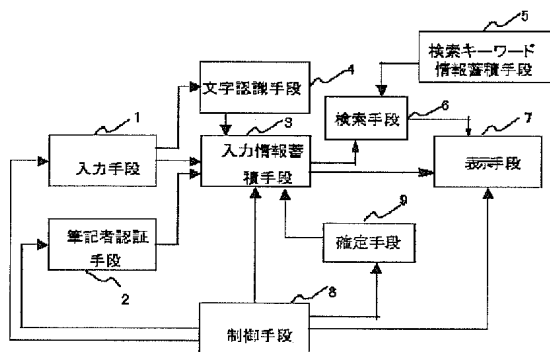 5
検索キーワード
情報蓄積手段
4
文字認識手段
1
3
検索手段
6
7
入力手段
入力情報蓄
積手段
表示手段
9
筆記者認証
手段
確定手段
2
8
制御手段